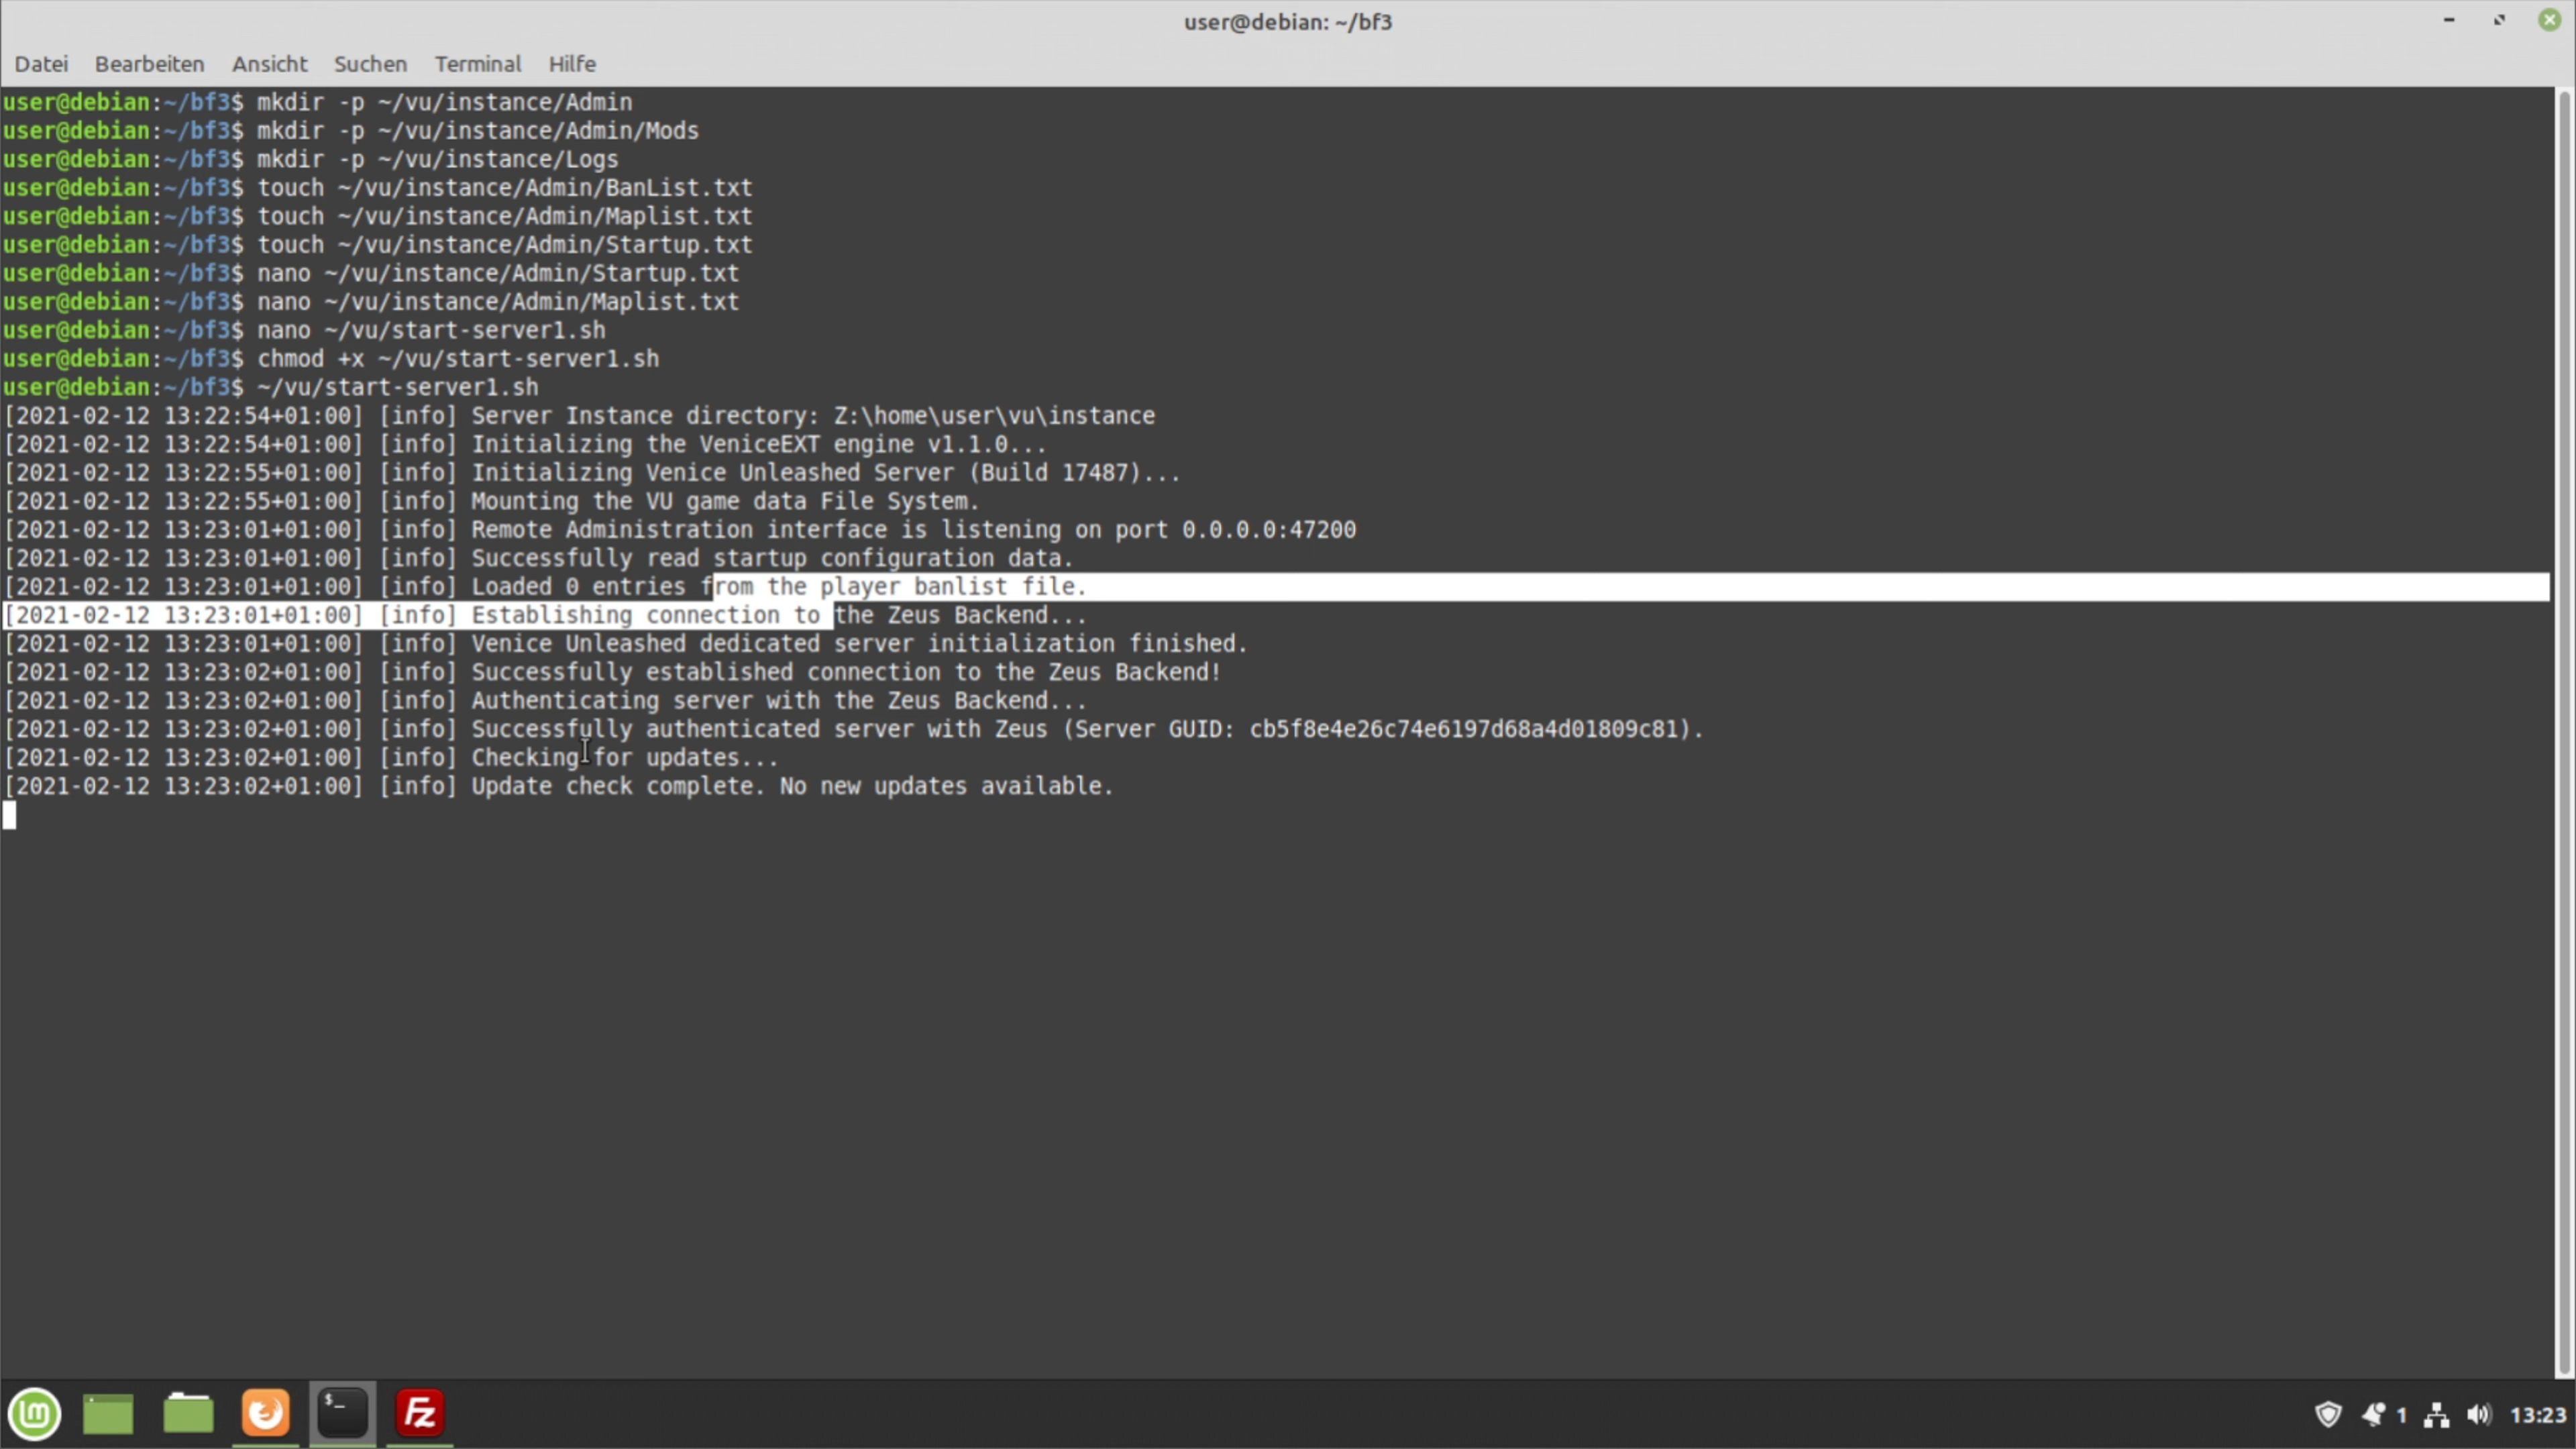 user@debian: ~/bf3
Datei Bearbeiten Ansicht Suchen Terminal Hilfe
user@debian:~/bf3$ mkdir -p ~/vu/instance/Admin
user@debian:~/bf3$ mkdir -p ~/vu/instance/Admin/Mods
user@debian:~/bf3$ mkdir -p ~/vu/instance/Logs
user@debian:~/bf3$ touch ~/vu/instance/Admin/BanList.txt
user@debian:~/bf3$ touch ~/vu/instance/Admin/Maplist.txt
user@debian:~/bf3$ touch ~/vu/instance/Admin/Startup.txt
user@debian:~/bf3$ nano ~/vu/instance/Admin/Startup.txt
user@debian:~/bf3$ nano ~/vu/instance/Admin/Maplist.txt
user@debian:~/bf3$ nano ~/vu/start-server1.sh
user@debian:~/bf3$ chmod +x ~/vu/start-server1.sh
user@debian:~/bf3$ ~/vu/start-server1.sh
[2021-02-12 13:22:54+01:00] [info] Server Instance directory: Z:\home\user\vu\instance
[2021-02-12 13:22:54+01:00] [info] Initializing the VeniceEXT engine v1.1.0...
[2021-02-12 13:22:55+01:00] [info] Initializing Venice Unleashed Server (Build 17487)...
[2021-02-12 13:22:55+01:00] [info] Mounting the VU game data File System.
[2021-02-12 13:23:01+01:00] [info] Remote Administration interface is listening on port 0.0.0.0:47200
[2021-02-12 13:23:01+01:00] [info] Successfully read startup configuration data.
[2021-02-12 13:23:01+01:00] [info] Loaded 0 entries from the player banlist file.
[2021-02-12 13:23:01+01:00] [info] Establishing connection to the Zeus Backend...
[2021-02-12 13:23:01+01:00] [info] Venice Unleashed dedicated server initialization finished.
[2021-02-12 13:23:02+01:00] [info] Successfully established connection to the Zeus Backend!
[2021-02-12 13:23:02+01:00] [info] Authenticating server with the Zeus Backend...
[2021-02-12 13:23:02+01:00] [info] Successfully authenticated server with Zeus (Server GUID: cb5f8e4e26c74e6197d68a4d01809c81).
[2021-02-12 13:23:02+01:00] [info] Checking for updates...
[2021-02-12 13:23:02+01:00] [info] Update check complete. No new updates available.
1 13:23